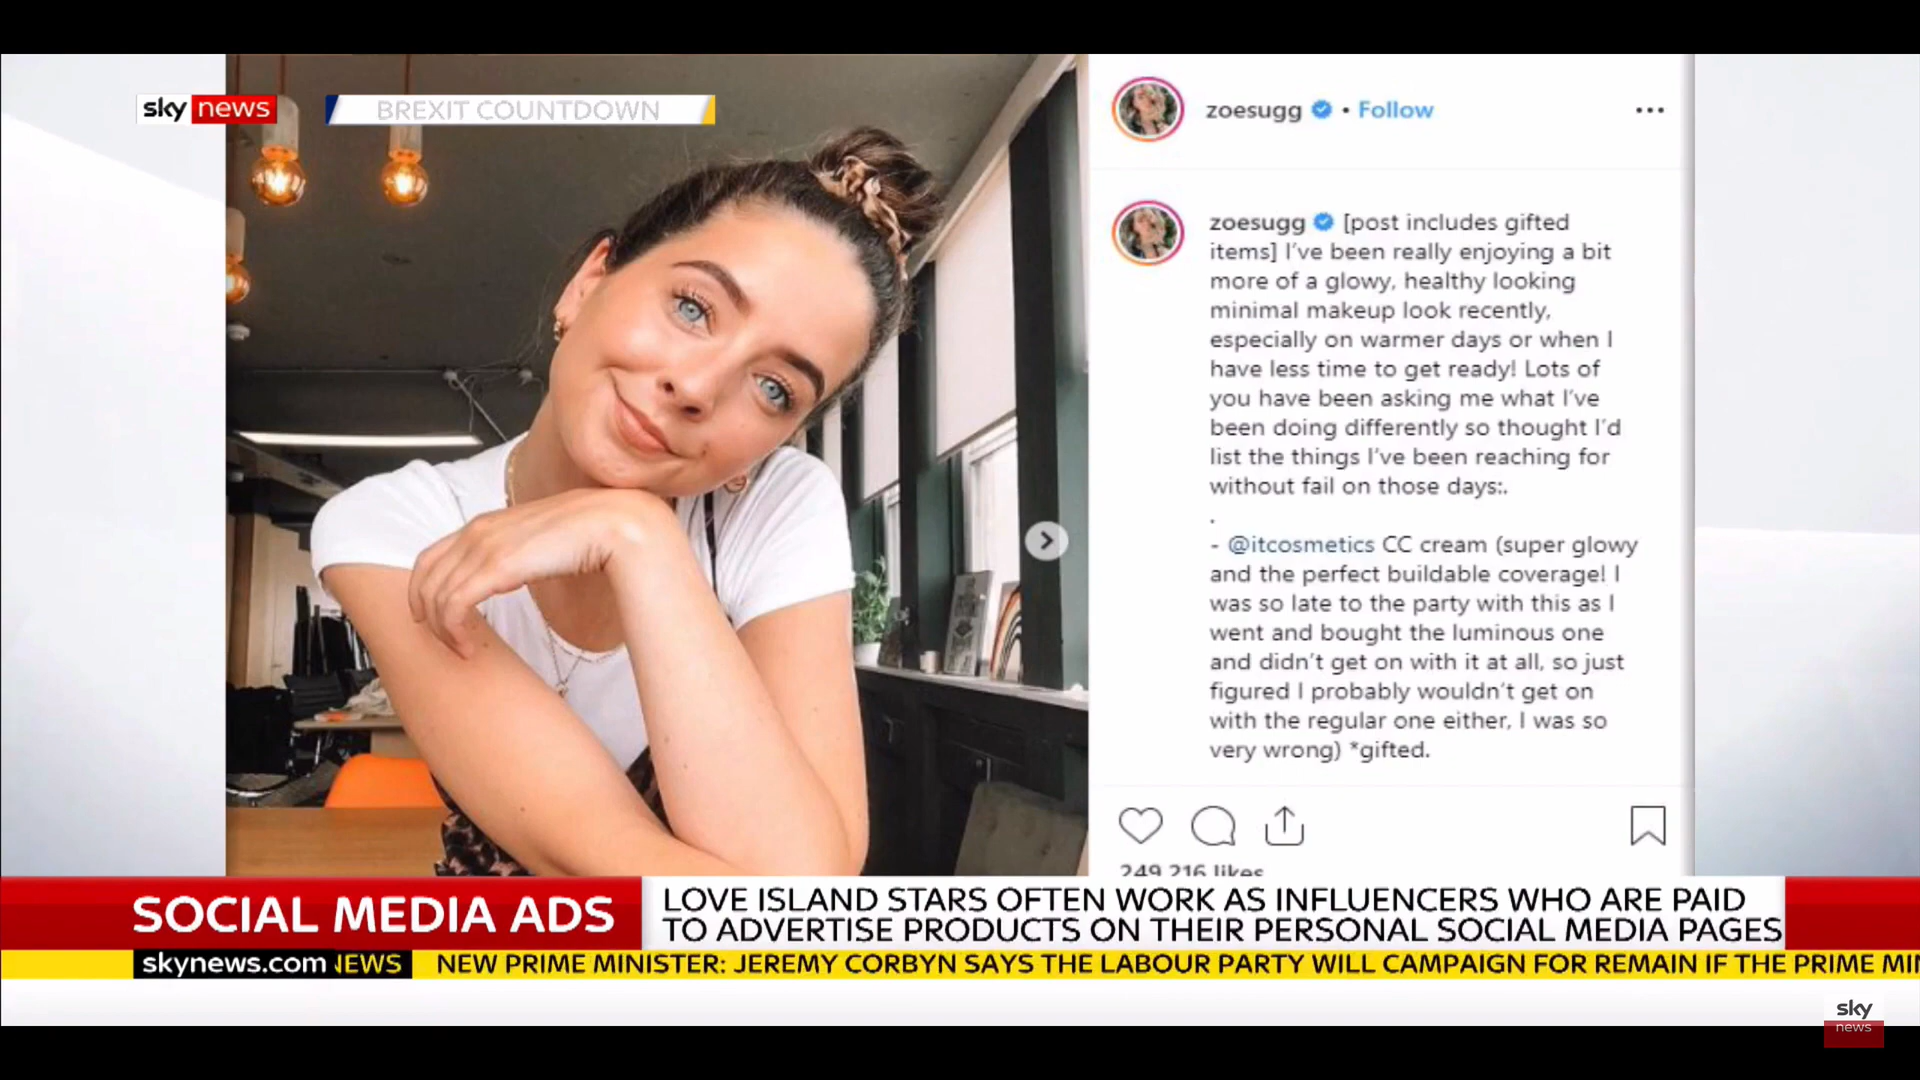 sky news
BREXIT COUNTDOWN
zoesugg • Follow
zoesugg [post includes gifted
items] I've been really enjoying a bit
more of a glowy, healthy looking
minimal makeup look recently,
especially on warmer days or when I
have less time to get ready! Lots of
you have been asking me what I've
been doing differently so thought I'd
list the things I've been reaching for
without fail on those days:.
.
- @itcosmetics CC cream (super glowy
and the perfect buildable coverage! I
was so late to the party with this as I
went and bought the luminous one
and didn't get on with it at all, so just
figured I probably wouldn't get on
with the regular one either, I was so
very wrong) *gifted.
249,216 likes
SOCIAL MEDIA ADS
LOVE ISLAND STARS OFTEN WORK AS INFLUENCERS WHO ARE PAID
TO ADVERTISE PRODUCTS ON THEIR PERSONAL SOCIAL MEDIA PAGES
skynews.com NEWS NEW PRIME MINISTER: JEREMY CORBYN SAYS THE LABOUR PARTY WILL CAMPAIGN FOR REMAIN IF THE PRIME MIN
sky
news